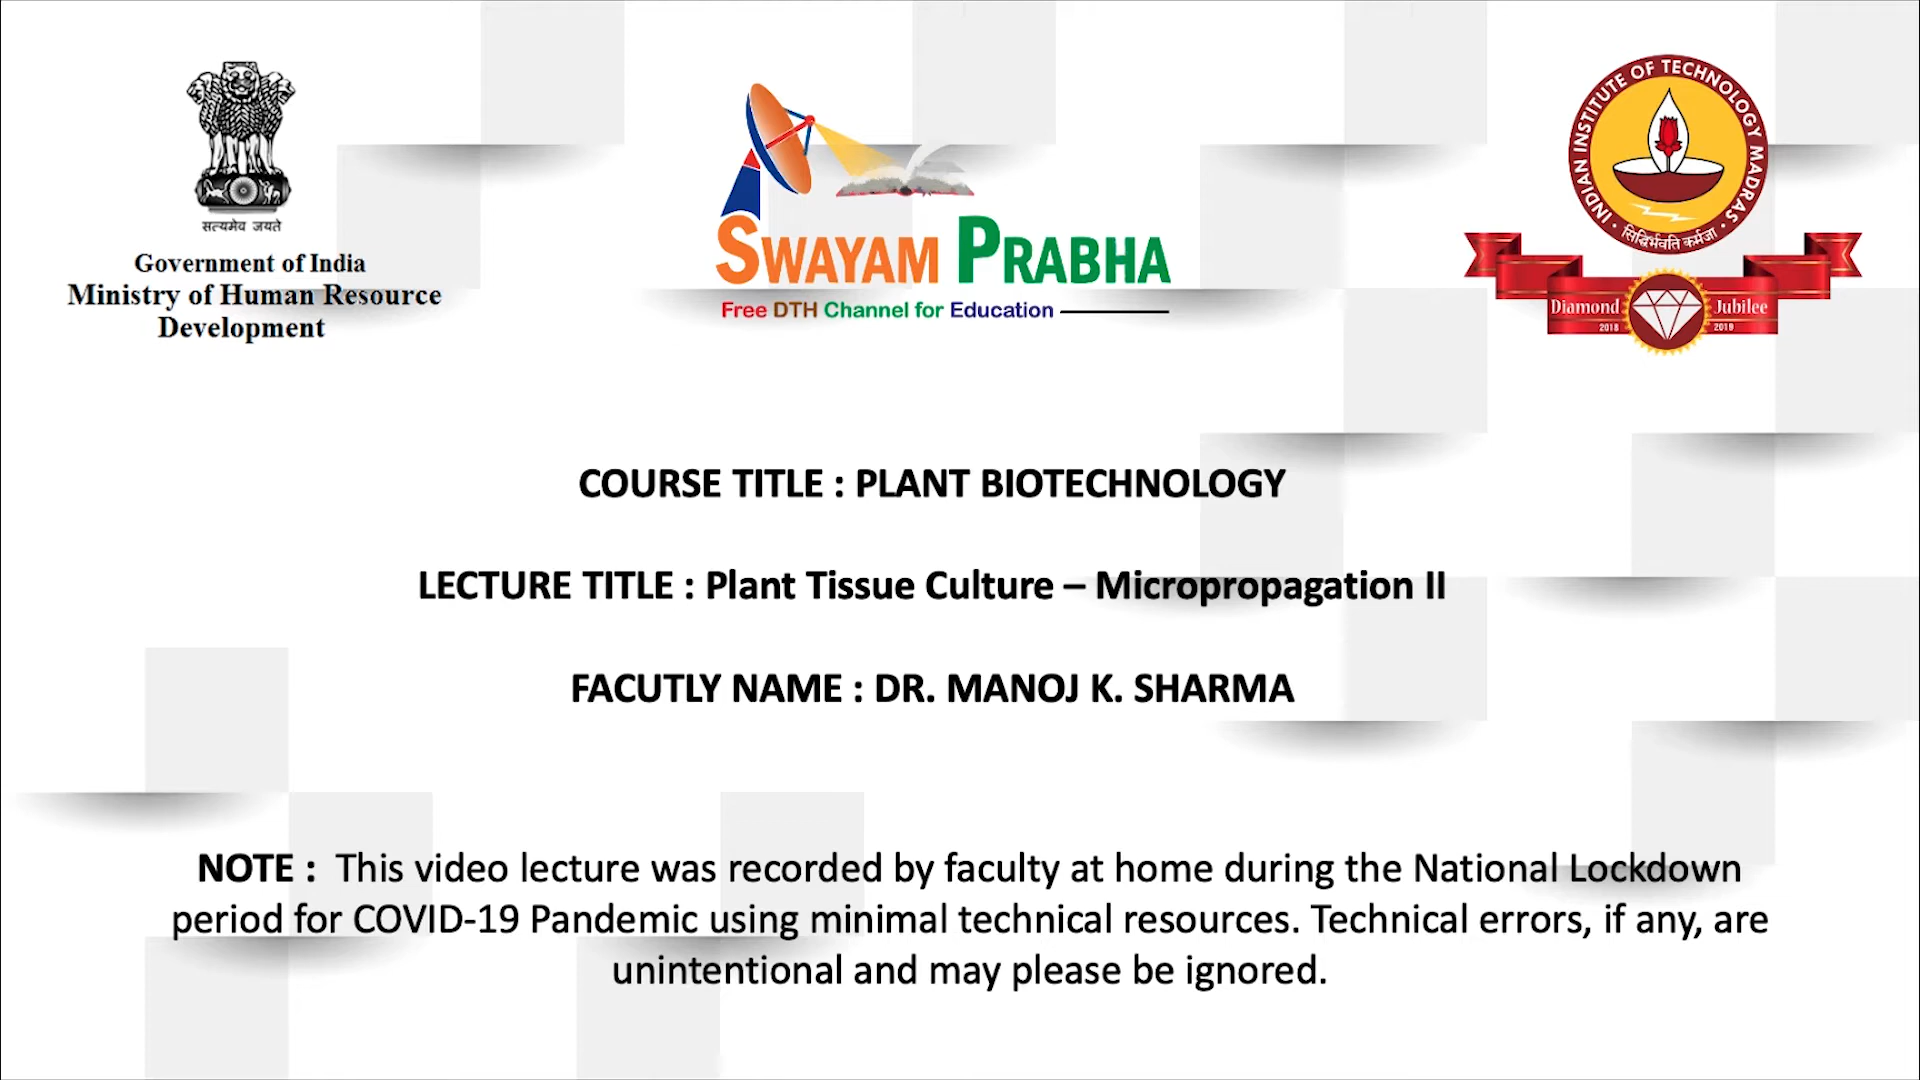 सत्यमेव जयते
Government of India
Ministry of Human Resource
Development
SWAYAM PRABHA
Free DTH Channel for Education
INDIAN INSTITUTE OF TECHNOLOGY MADRAS
सिद्धिर्भवति कर्मजा
Diamond Jubilee
2018 2019
COURSE TITLE : PLANT BIOTECHNOLOGY
LECTURE TITLE : Plant Tissue Culture – Micropropagation II
FACUTLY NAME : DR. MANOJ K. SHARMA
NOTE : This video lecture was recorded by faculty at home during the National Lockdown
period for COVID-19 Pandemic using minimal technical resources. Technical errors, if any, are
unintentional and may please be ignored.